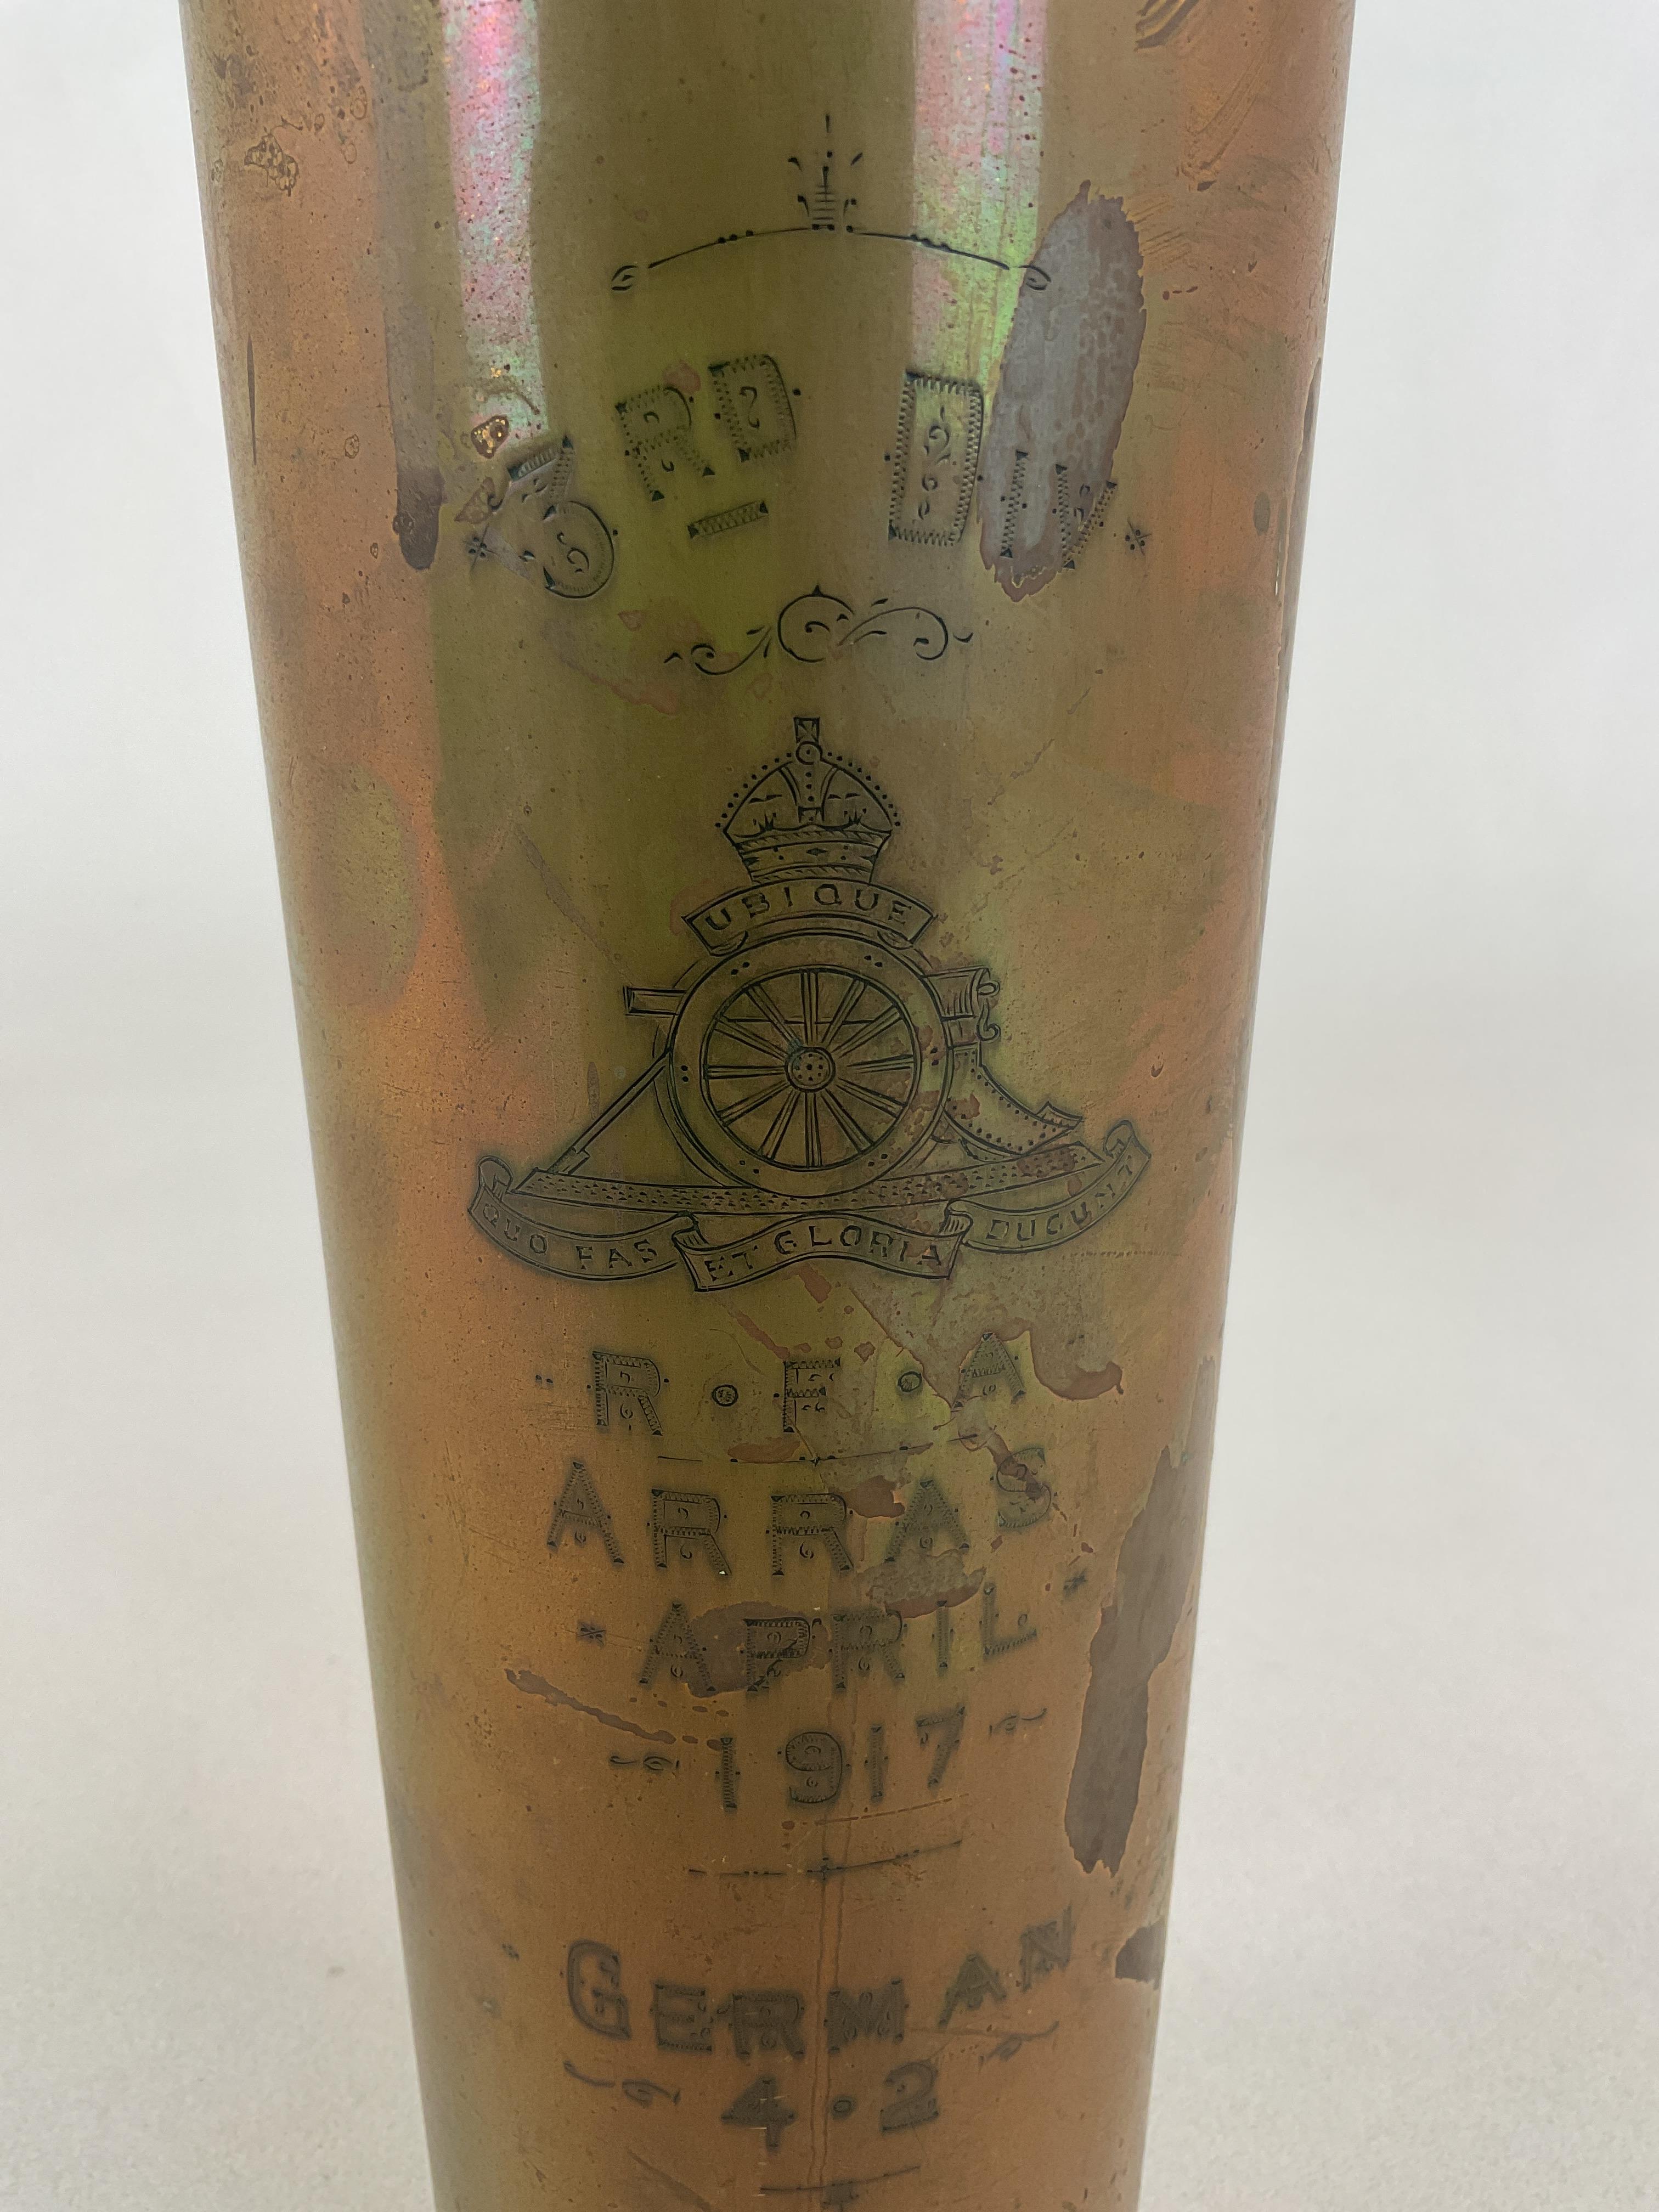 3RD DIV
UBIQUE
QUO FAS ET GLORIA DUCUNT
R·F·A
ARRAS
APRIL
1917
GERMAN
4·2